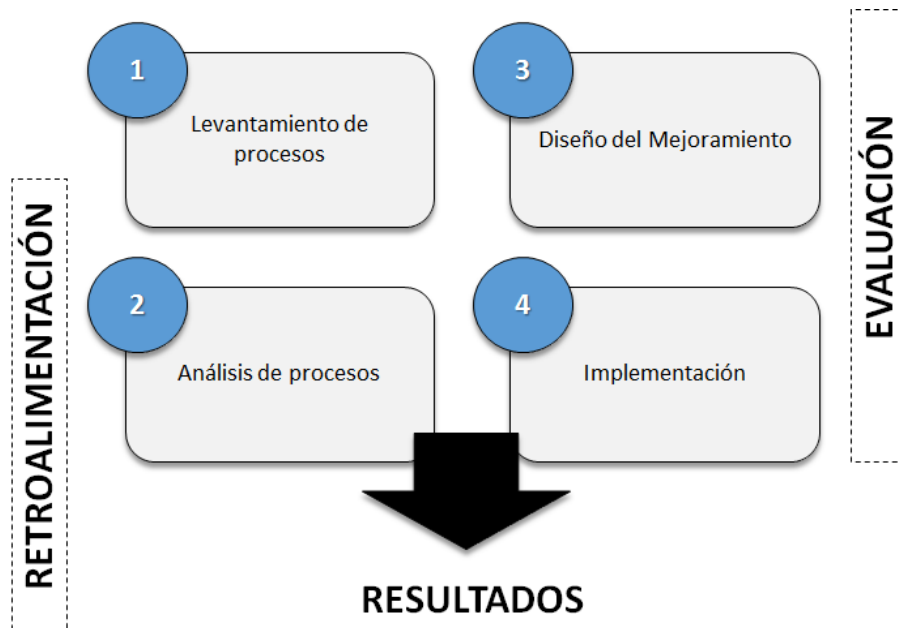 1
Levantamiento de
procesos
2
Análisis de procesos
3
Diseño del Mejoramiento
4
Implementación
RETROALIMENTACIÓN
EVALUACIÓN
RESULTADOS